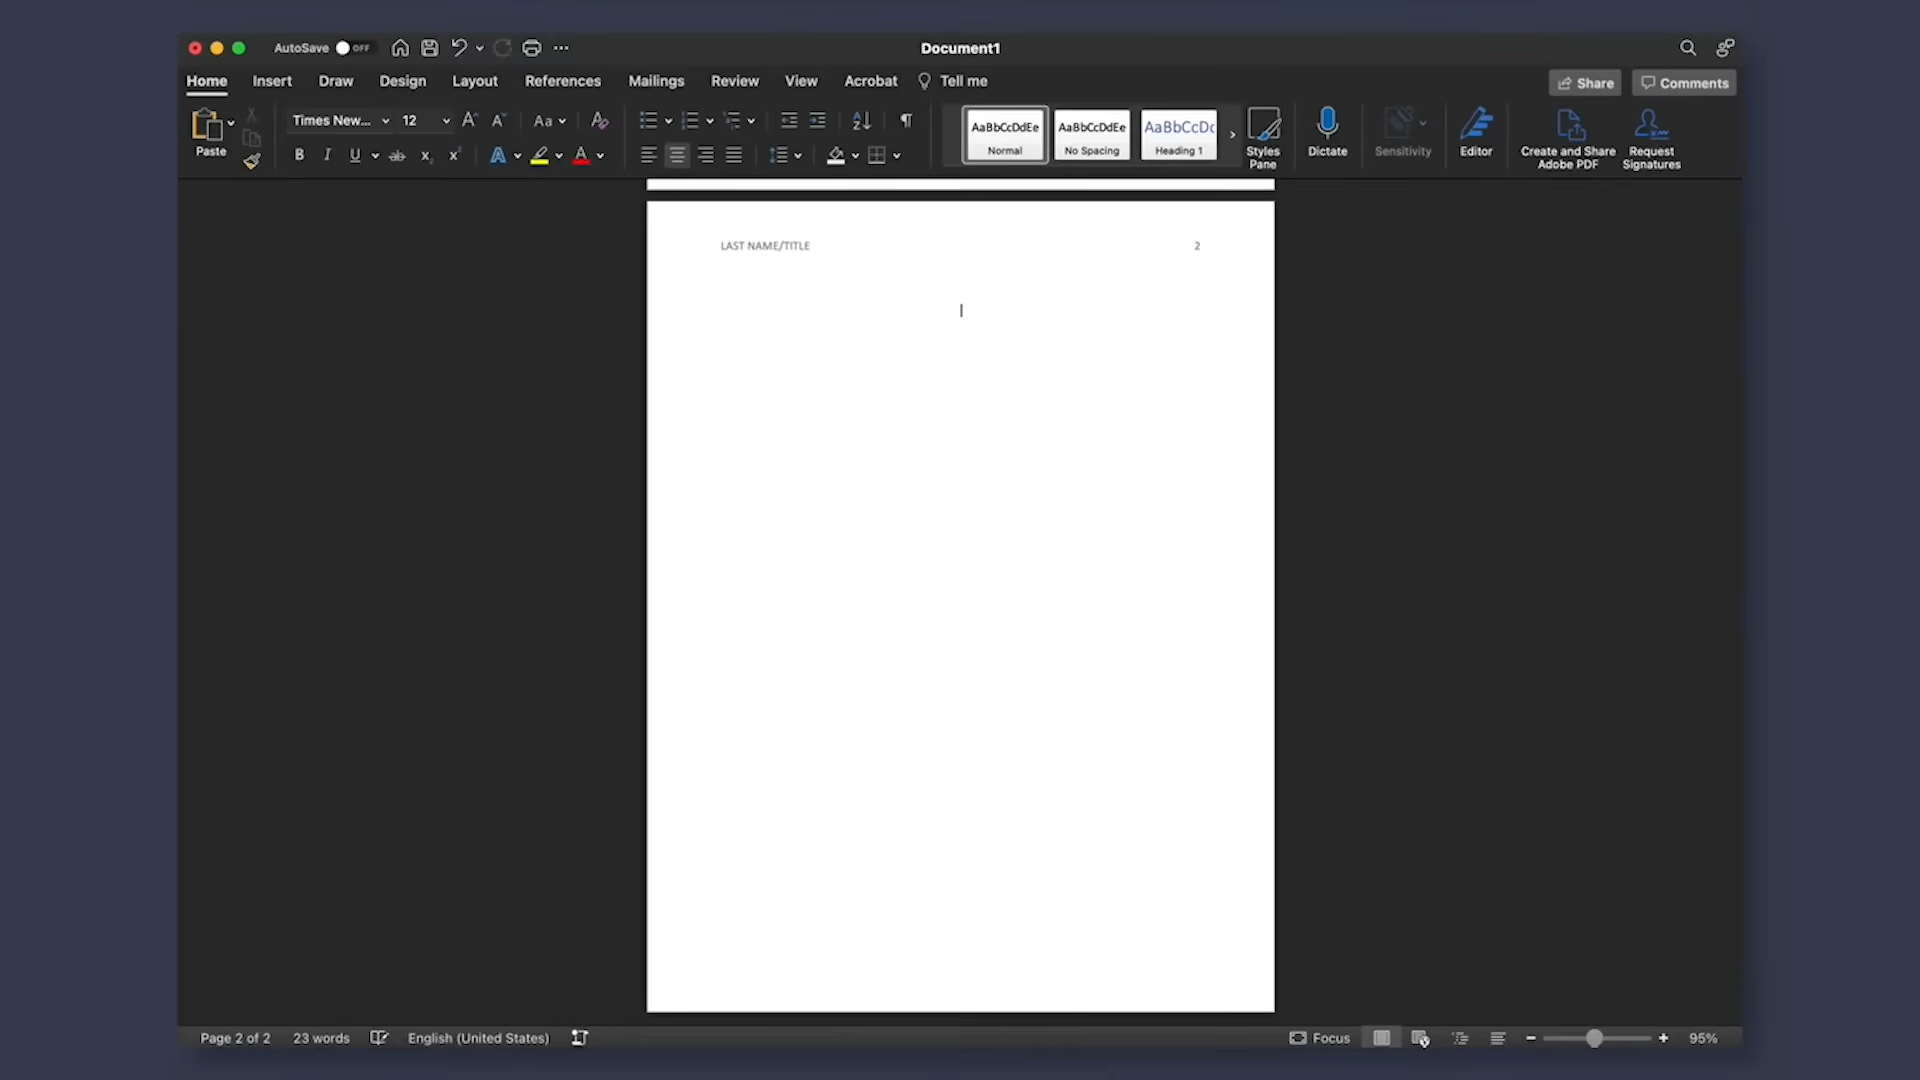 AutoSave OFF Document1
Home Insert Draw Design Layout References Mailings Review View Acrobat Tell me Share Comments
Paste Times New... 12 Aa
AaBbCcDdEe AaBbCcDdEe AaBbCcDc
Normal No Spacing Heading 1
Styles Pane
Dictate
Sensitivity
Editor
Create and Share Adobe PDF
Request Signatures
LAST NAME/TITLE 2
Page 2 of 2 23 words English (United States) Focus 95%